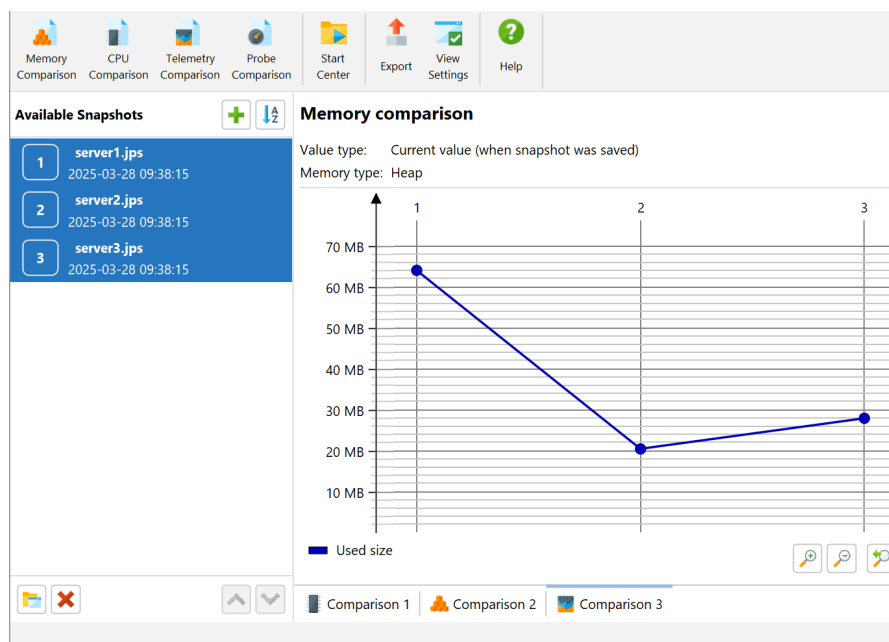 Memory Comparison
CPU Comparison
Telemetry Comparison
Probe Comparison
Start Center
Export
View Settings
Help
Available Snapshots
A
Z
1
server1.jps
2025-03-28 09:38:15
2
server2.jps
2025-03-28 09:38:15
3
server3.jps
2025-03-28 09:38:15
Memory comparison
Value type: Current value (when snapshot was saved)
Memory type: Heap
1 2 3
70 MB
60 MB
50 MB
40 MB
30 MB
20 MB
10 MB
Used size
Comparison 1
Comparison 2
Comparison 3